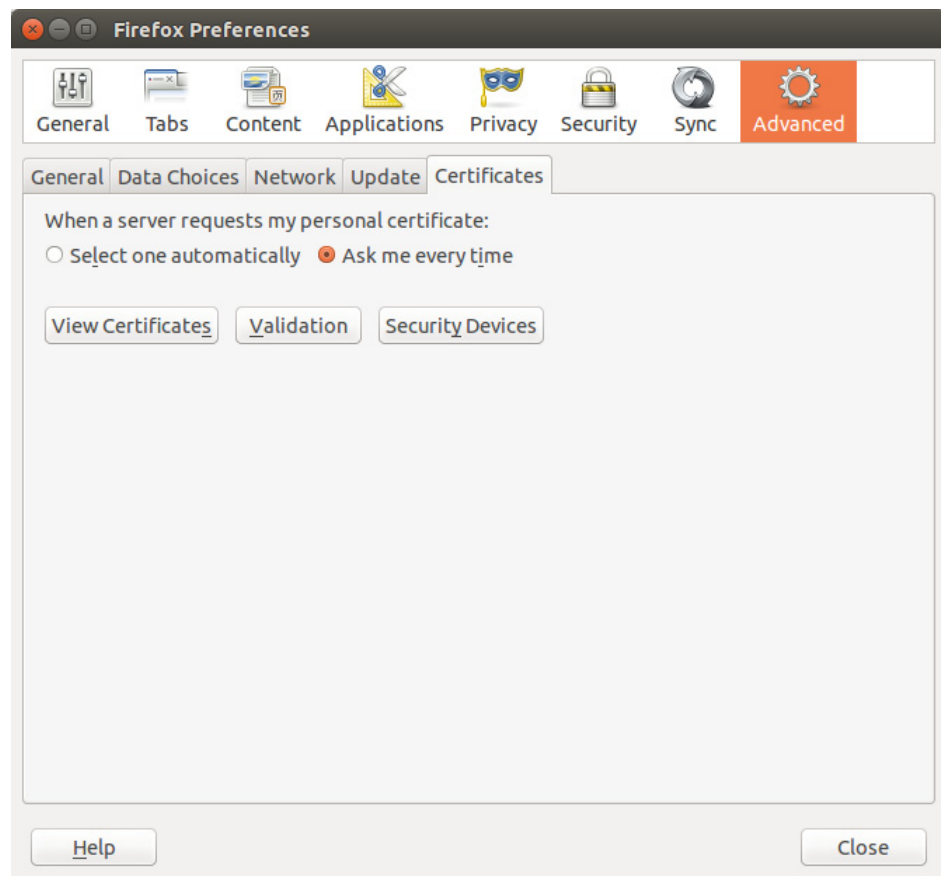 Firefox Preferences
General Tabs Content Applications Privacy Security Sync Advanced
General Data Choices Network Update Certificates
When a server requests my personal certificate:
Select one automatically Ask me every time
View Certificates Validation Security Devices
Help Close